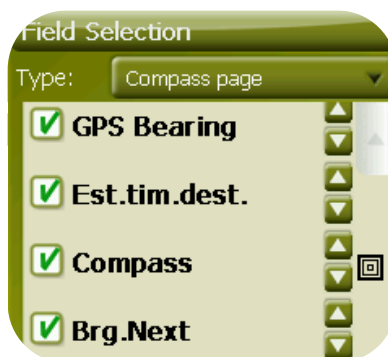 Field Selection
Type: Compass page
GPS Bearing
Est.tim.dest.
Compass
Brg.Next